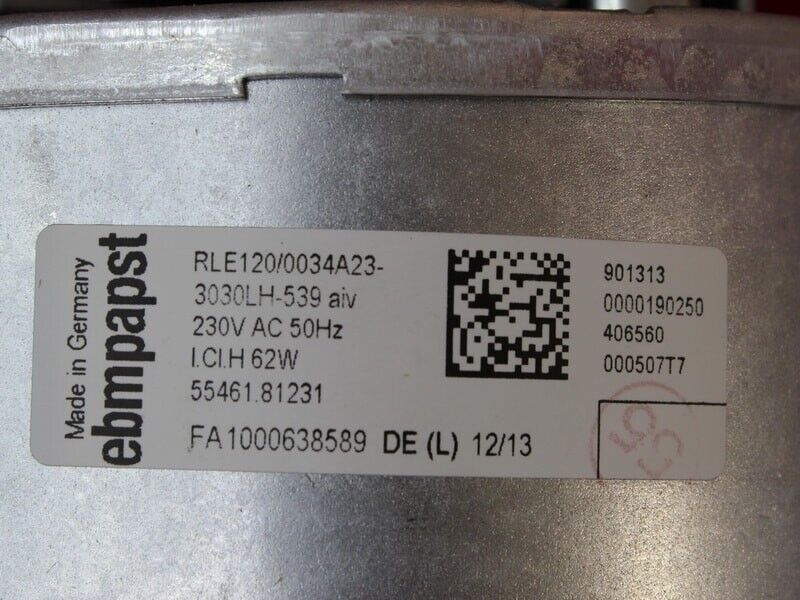 Made in Germany
ebmpapst
RLE120/0034A23-
3030LH-539 aiv
230V AC 50Hz
I.Cl.H 62W
55461.81231
FA1000638589 DE (L) 12/13
901313
0000190250
406560
000507T7